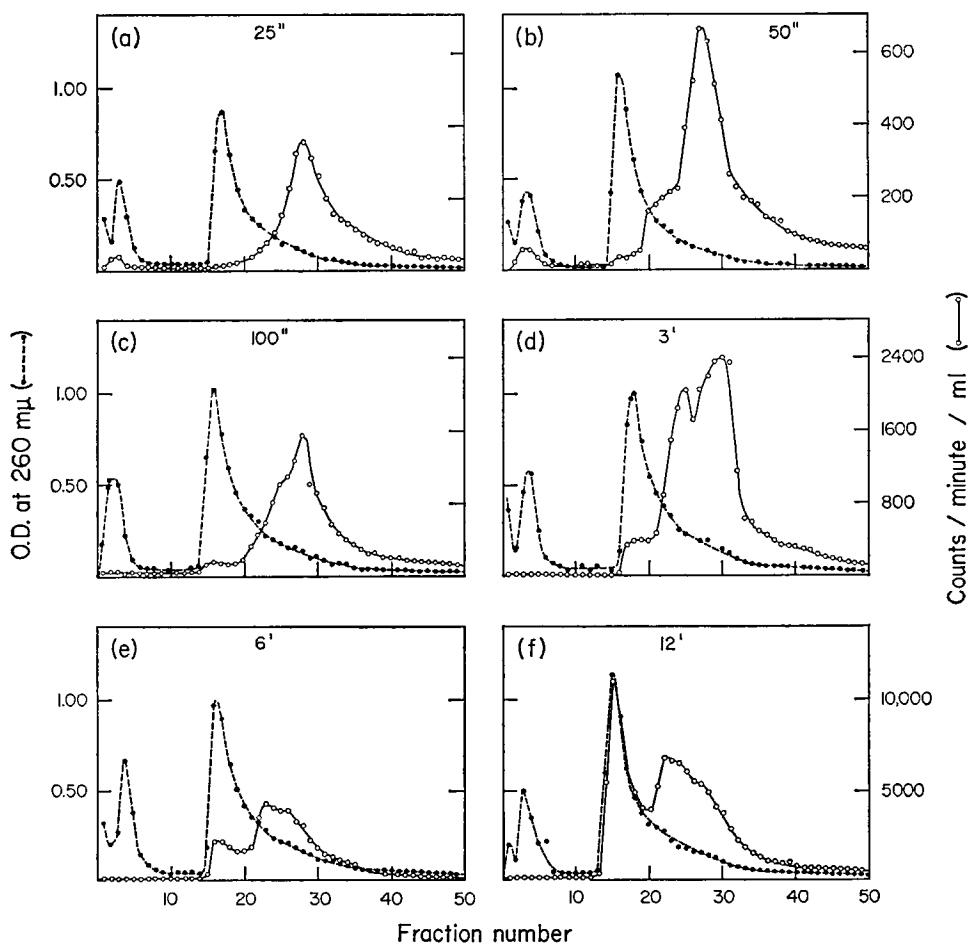 (a) 25"
(b) 50"
1.00
0.50
600
400
200
(c) 100"
(d) 3'
1.00
0.50
2400
1600
800
(e) 6'
(f) 12'
1.00
0.50
10,000
5000
10 20 30 40 50
10 20 30 40 50
Fraction number
O.D. at 260 mμ (•-----•)
Counts / minute / ml (○——○)